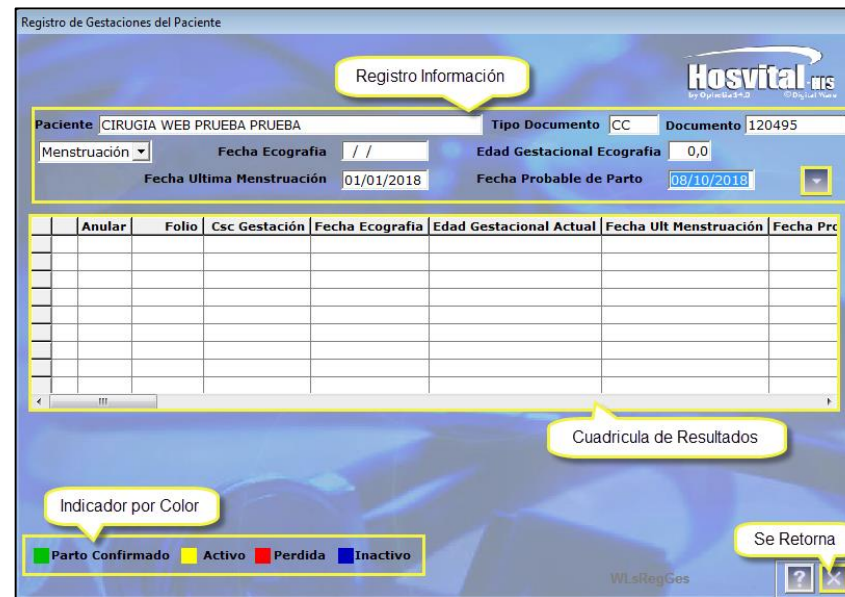 Registro de Gestaciones del Paciente
Registro Información
Hosvital-HIS
Paciente CIRUGIA WEB PRUEBA PRUEBA Tipo Documento CC Documento 120495
Menstruación Fecha Ecografia / / Edad Gestacional Ecografia 0,0
Fecha Ultima Menstruación 01/01/2018 Fecha Probable de Parto 08/10/2018
Anular Folio Csc Gestación Fecha Ecografia Edad Gestacional Actual Fecha Ult Menstruación Fecha Pro
Cuadricula de Resultados
Indicador por Color
Se Retorna
Parto Confirmado Activo Perdida Inactivo
WLsRegGes
?